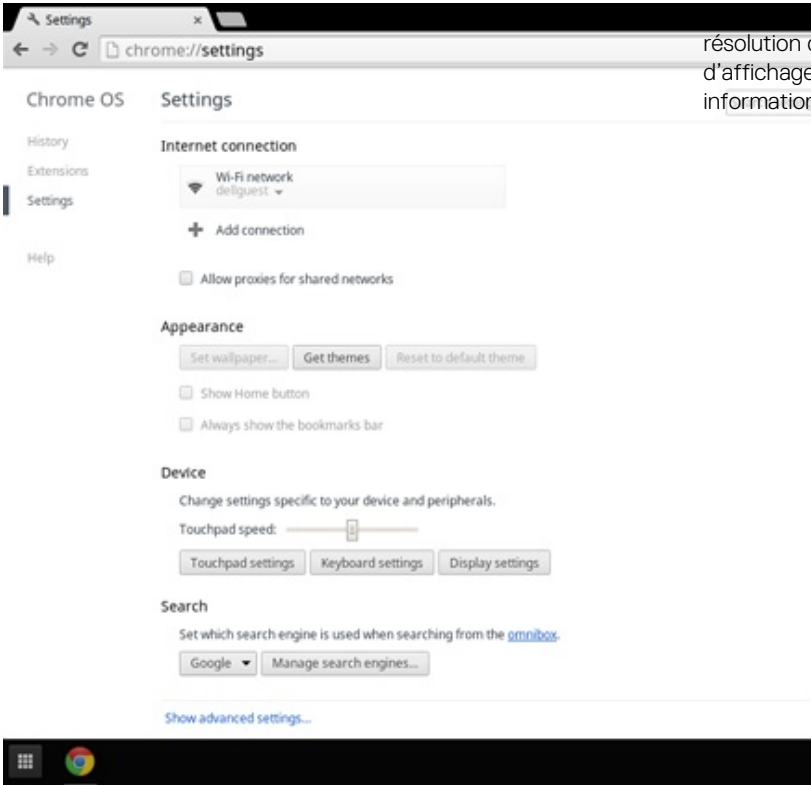 Settings
chrome://settings
résolution
d'affichage
information
Chrome OS
Settings
History
Extensions
Settings
Help
Internet connection
Wi-Fi network
dellguest
Add connection
Allow proxies for shared networks
Appearance
Set wallpaper... Get themes Reset to default theme
Show Home button
Always show the bookmarks bar
Device
Change settings specific to your device and peripherals.
Touchpad speed:
Touchpad settings Keyboard settings Display settings
Search
Set which search engine is used when searching from the omnibox.
Google Manage search engines...
Show advanced settings...